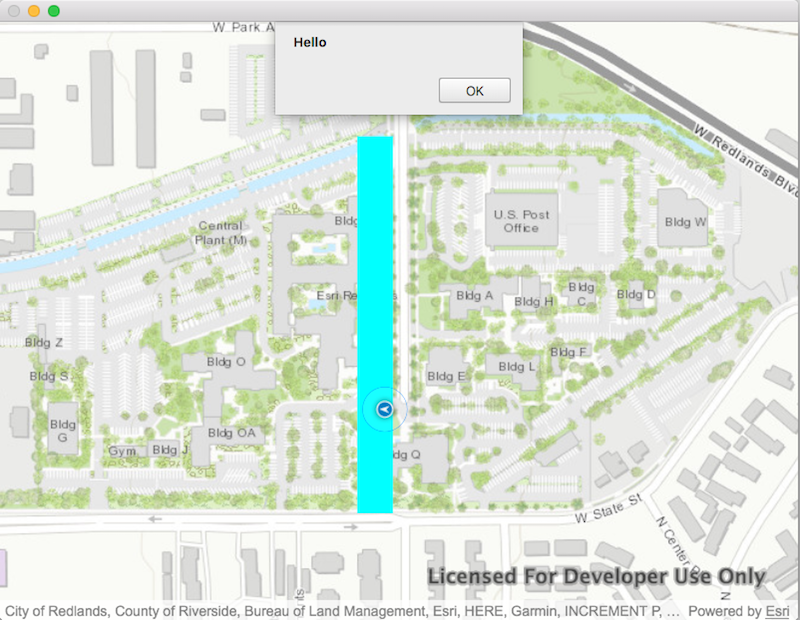 W Park A
Hello
OK
W Redlands Blvd
Central
Plant (M)
Bldg
U.S. Post
Office
Bldg W
Esri Re
s
Bldg A
Bldg H
Bldg
C
Bldg D
Bldg Z
Bldg S
Bldg O
Bldg E
Bldg L
Bldg F
Bldg
G
Gym
Bldg J
Bldg OA
dg Q
W State St
N Center
Licensed For Developer Use Only
City of Redlands, County of Riverside, Bureau of Land Management, Esri, HERE, Garmin, INCREMENT P, ...
Powered by Esri